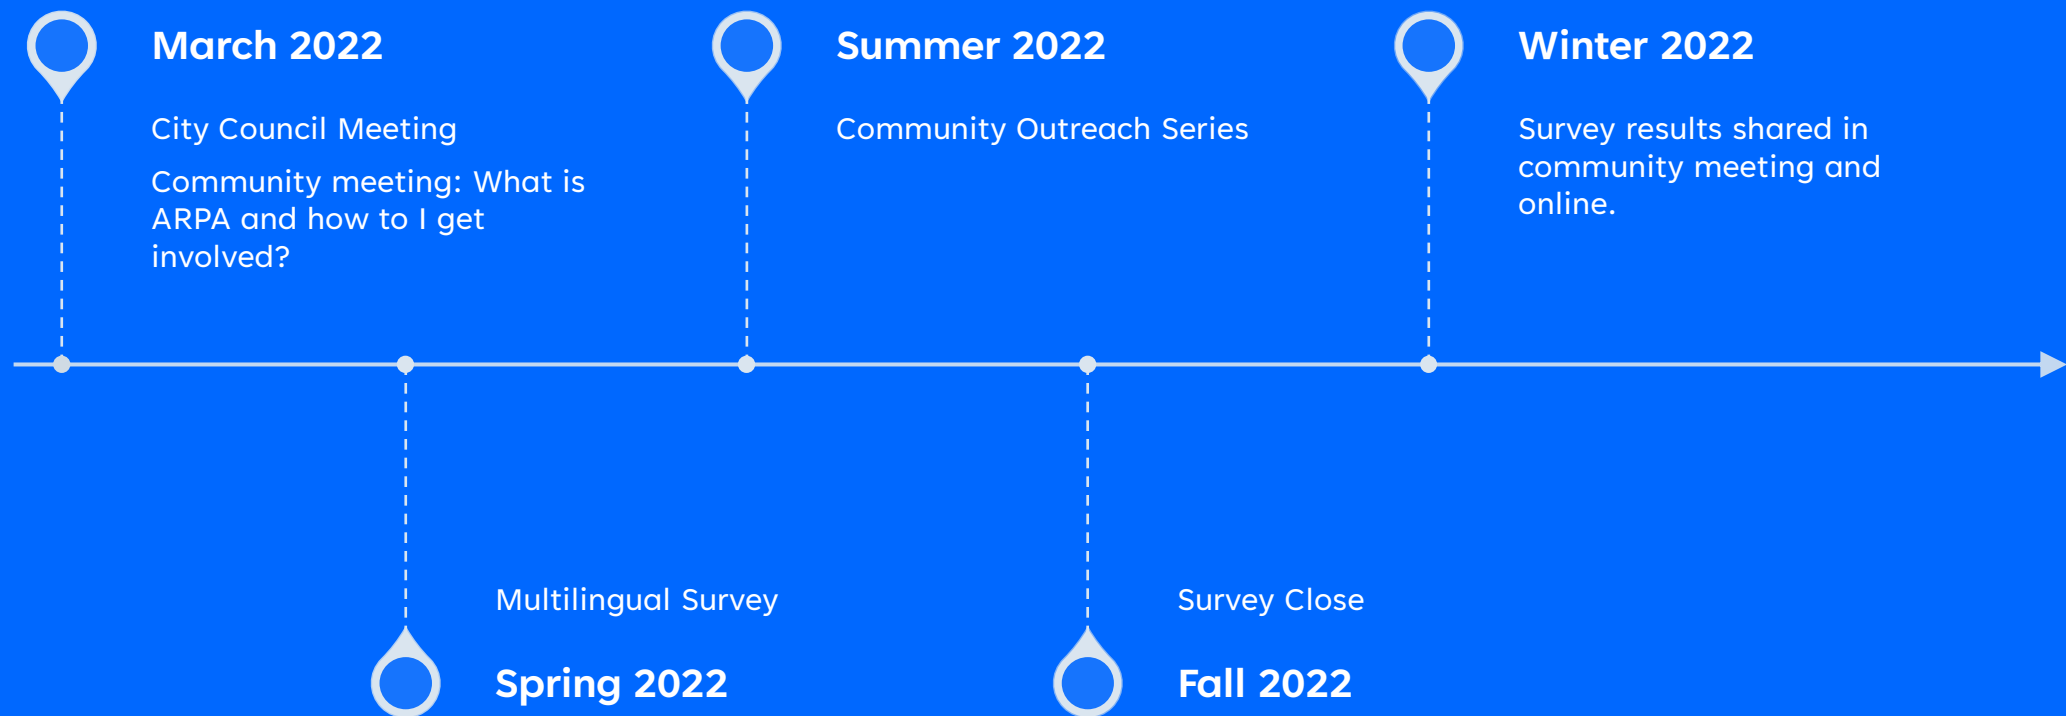 March 2022
City Council Meeting
Community meeting: What is
ARPA and how to I get
involved?
Summer 2022
Community Outreach Series
Winter 2022
Survey results shared in
community meeting and
online.
Multilingual Survey
Spring 2022
Survey Close
Fall 2022